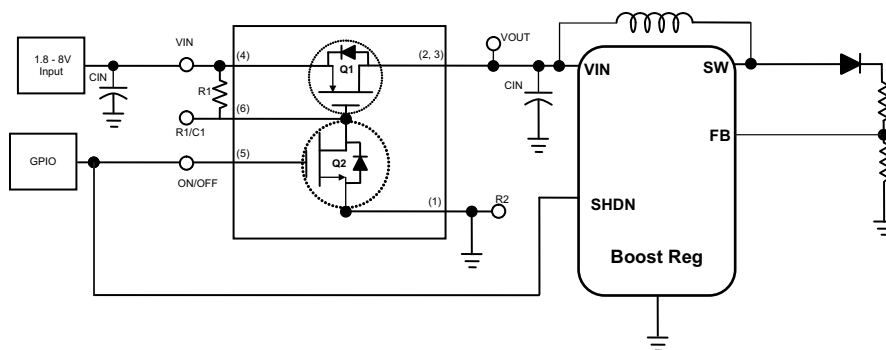 1.8 - 8V
Input
CIN
VIN
(4)
R1
(6)
R1/C1
Q1
(2, 3)
VOUT
CIN
VIN
SW
FB
GPIO
(5)
ON/OFF
Q2
(1)
R2
SHDN
Boost Reg